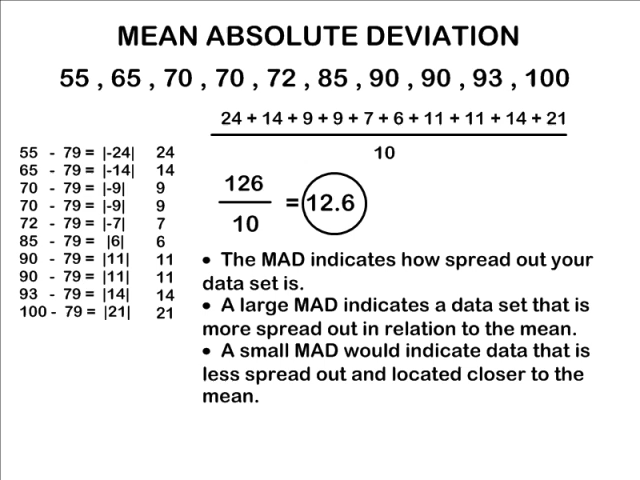 MEAN ABSOLUTE DEVIATION
55 , 65 , 70 , 70 , 72 , 85 , 90 , 90 , 93 , 100
24 + 14 + 9 + 9 + 7 + 6 + 11 + 11 + 14 + 21
10
55 - 79 = |-24| 24
65 - 79 = |-14| 14
70 - 79 = |-9| 9
70 - 79 = |-9| 9
72 - 79 = |-7| 7
85 - 79 = |6| 6
90 - 79 = |11| 11
90 - 79 = |11| 11
93 - 79 = |14| 14
100 - 79 = |21| 21
126
10
= 12.6
• The MAD indicates how spread out your
data set is.
• A large MAD indicates a data set that is
more spread out in relation to the mean.
• A small MAD would indicate data that is
less spread out and located closer to the
mean.